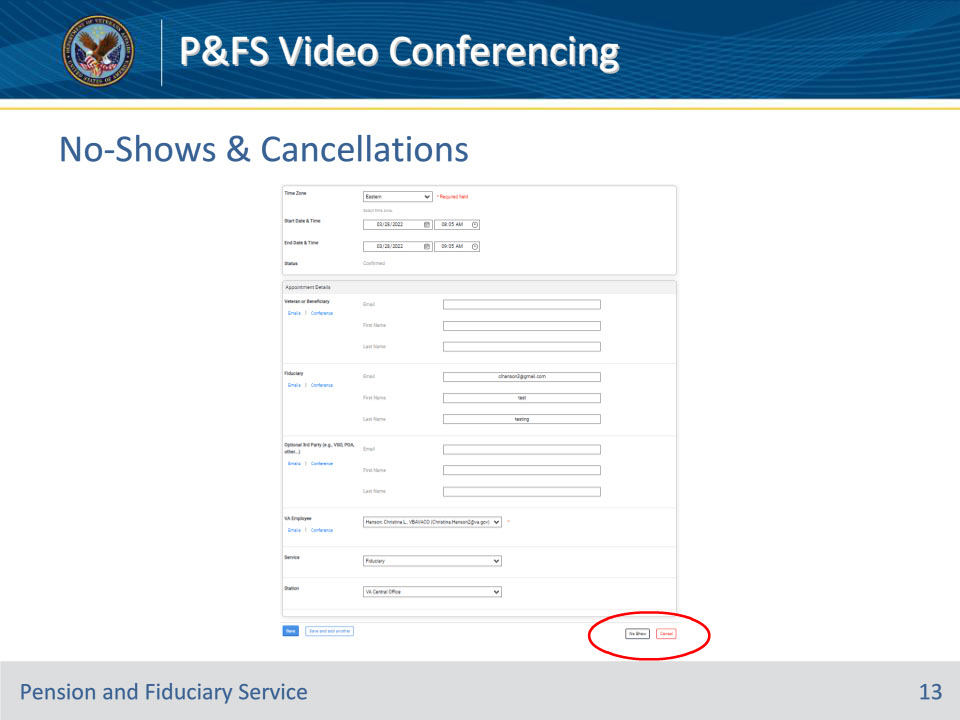 P&FS Video Conferencing
No-Shows & Cancellations
Time Zone
Eastern * Required field
Select time zone.
Start Date & Time
03/28/2022 08:05 AM
End Date & Time
03/28/2022 09:05 AM
Status Confirmed
Appointment Details
Veteran or Beneficiary Email
Emails | Conference
First Name
Last Name
Fiduciary Email clhanson2@gmail.com
Emails | Conference
First Name test
Last Name testing
Optional 3rd Party (e.g., VSO, POA,
other...) Email
Emails | Conference
First Name
Last Name
VA Employee Hanson, Christina L., VBAVACO (Christina.Hanson2@va.gov) *
Emails | Conference
Service Fiduciary
Station VA Central Office
Save Save and add another No Show Cancel
Pension and Fiduciary Service 13